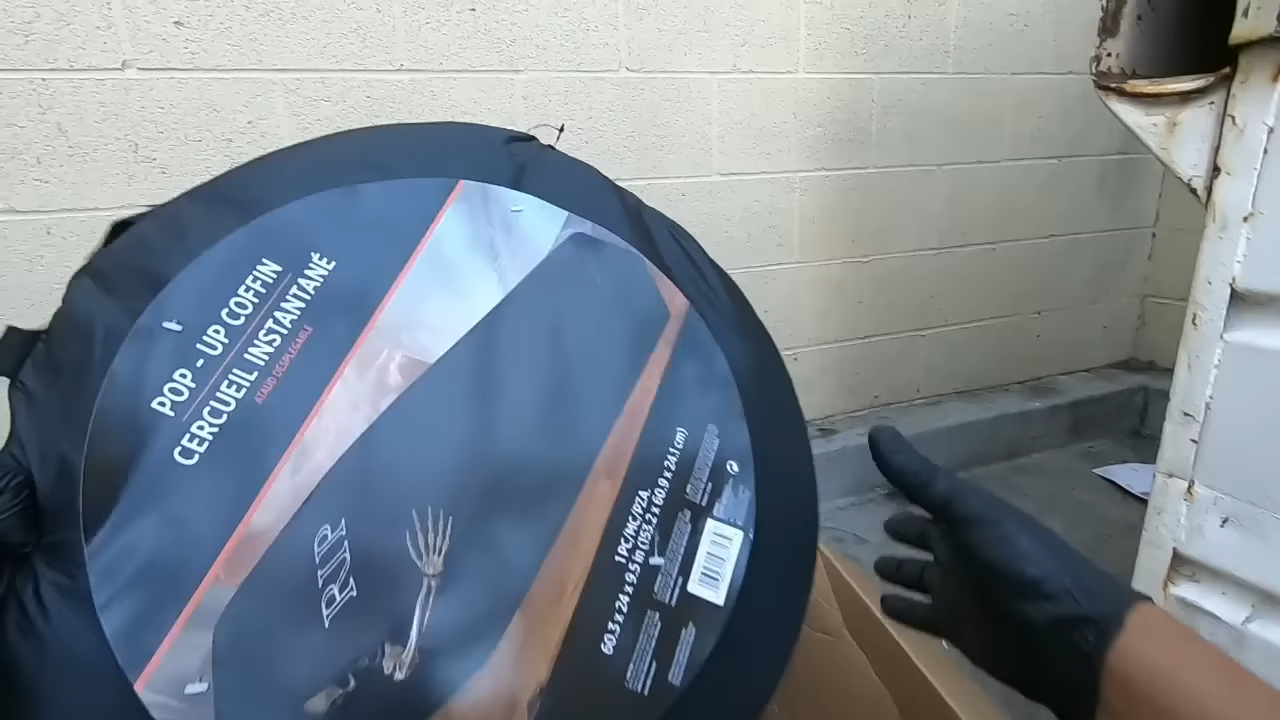 POP - UP COFFIN
CERCUEIL INSTANTANÉ
ATAUD DESPLEGABLE
RIP
1 PC/MC/PZA.
60.3 x 24 x 9.5 in (153.2 x 60.9 x 24.1 cm)